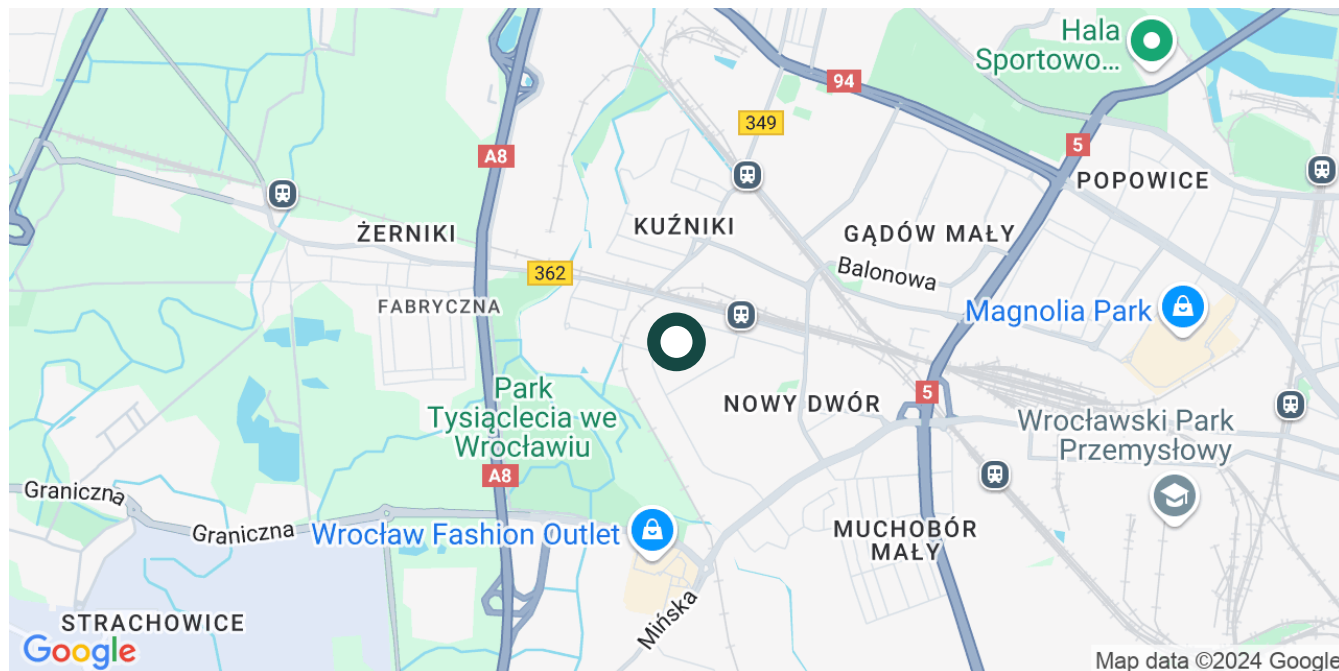 Hala
Sportowo...
94
349
5
A8
POPOWICE
ŻERNIKI
KUŹNIKI
GĄDÓW MAŁY
362
Balonowa
FABRYCZNA
Magnolia Park
Park
Tysiąclecia we
Wrocławiu
NOWY DWÓR
5
Wrocławski Park
Przemysłowy
A8
Graniczna
Graniczna
Wrocław Fashion Outlet
MUCHOBÓR
MAŁY
Mińska
STRACHOWICE
Google
Map data ©2024 Google